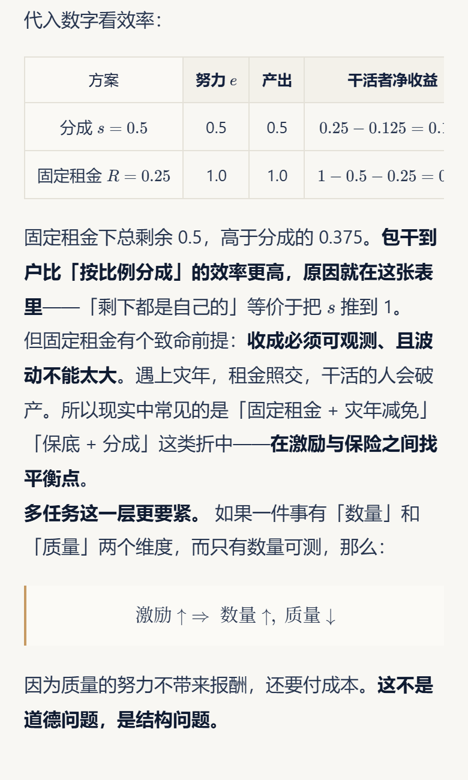 代入数字看效率：
方案 努力 e 产出 干活者净收益
分成 s = 0.5 0.5 0.5 0.25 − 0.125 = 0.
固定租金 R = 0.25 1.0 1.0 1 − 0.5 − 0.25 =
固定租金下总剩余 0.5，高于分成的 0.375。包干到
户比「按比例分成」的效率更高，原因就在这张表
里——「剩下都是自己的」等价于把 s 推到 1。
但固定租金有个致命前提：收成必须可观测、且波
动不能太大。遇上灾年，租金照交，干活的人会破
产。所以现实中常见的是「固定租金 + 灾年减免」
「保底 + 分成」这类折中——在激励与保险之间找
平衡点。
多任务这一层更要紧。 如果一件事有「数量」和
「质量」两个维度，而只有数量可测，那么：
激励 ↑ ⇒ 数量 ↑, 质量 ↓
因为质量的努力不带来报酬，还要付成本。这不是
道德问题，是结构问题。